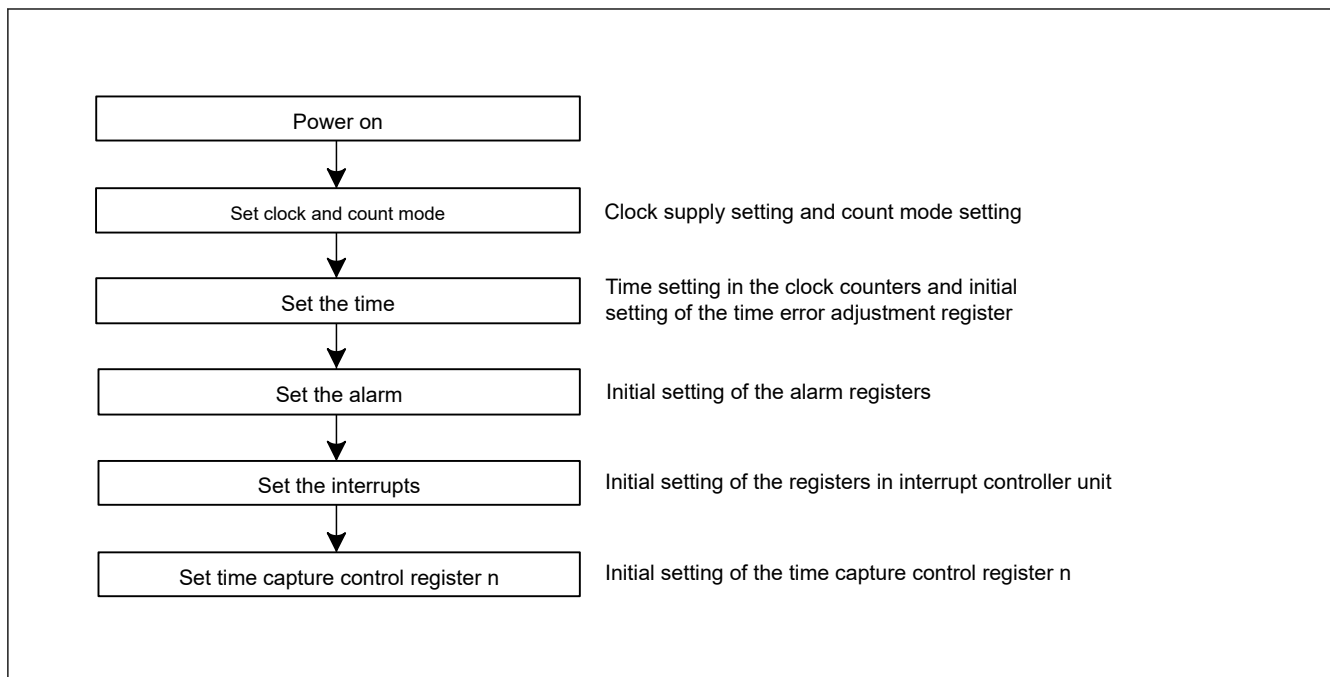 Power on
Set clock and count mode
Clock supply setting and count mode setting
Set the time
Time setting in the clock counters and initial
setting of the time error adjustment register
Set the alarm
Initial setting of the alarm registers
Set the interrupts
Initial setting of the registers in interrupt controller unit
Set time capture control register n
Initial setting of the time capture control register n